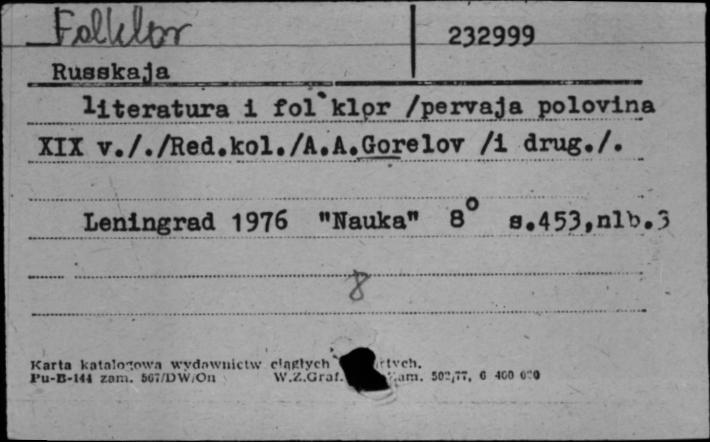 Folklor
232999
Russkaja
literatura i fol`klor /pervaja polovina
XIX v././Red.kol./A.A.Gorelov /i drug./.
Leningrad 1976 "Nauka" 8° s.453,nlb.3
8
Karta katalogowa wydawnictw ciągłych
Pu-B-144 zam. 567/DW/On W.Z.Graf. zam.